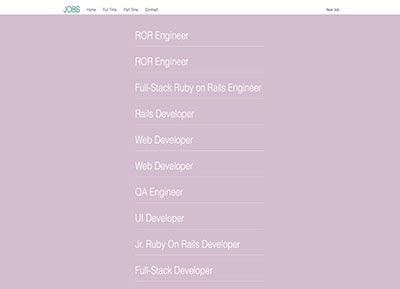 JOBS Home Full Time Part Time Contract New Job
ROR Engineer
ROR Engineer
Full-Stack Ruby on Rails Engineer
Rails Developer
Web Developer
Web Developer
QA Engineer
UI Developer
Jr. Ruby On Rails Developer
Full-Stack Developer